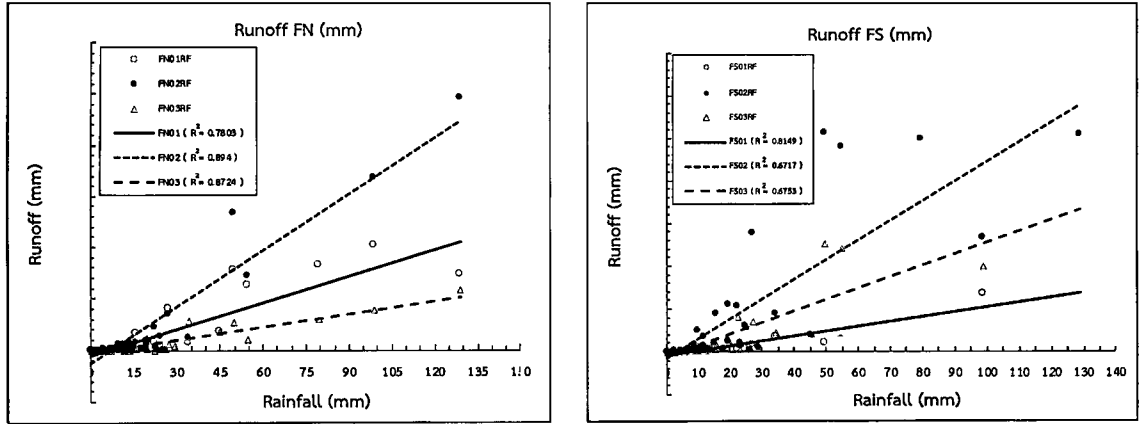 Runoff FN (mm)
FN01RF
FN02RF
FN03RF
FN01 ( R² = 0.7803 )
FN02 ( R² = 0.894 )
FN03 ( R² = 0.8724 )
Runoff (mm)
15 30 45 60 75 90 105 120 135 150
Rainfall (mm)
Runoff FS (mm)
FS01RF
FS02RF
FS03RF
FS01 ( R² = 0.8149 )
FS02 ( R² = 0.6717 )
FS03 ( R² = 0.6753 )
Runoff (mm)
10 20 30 40 50 60 70 80 90 100 110 120 130 140
Rainfall (mm)